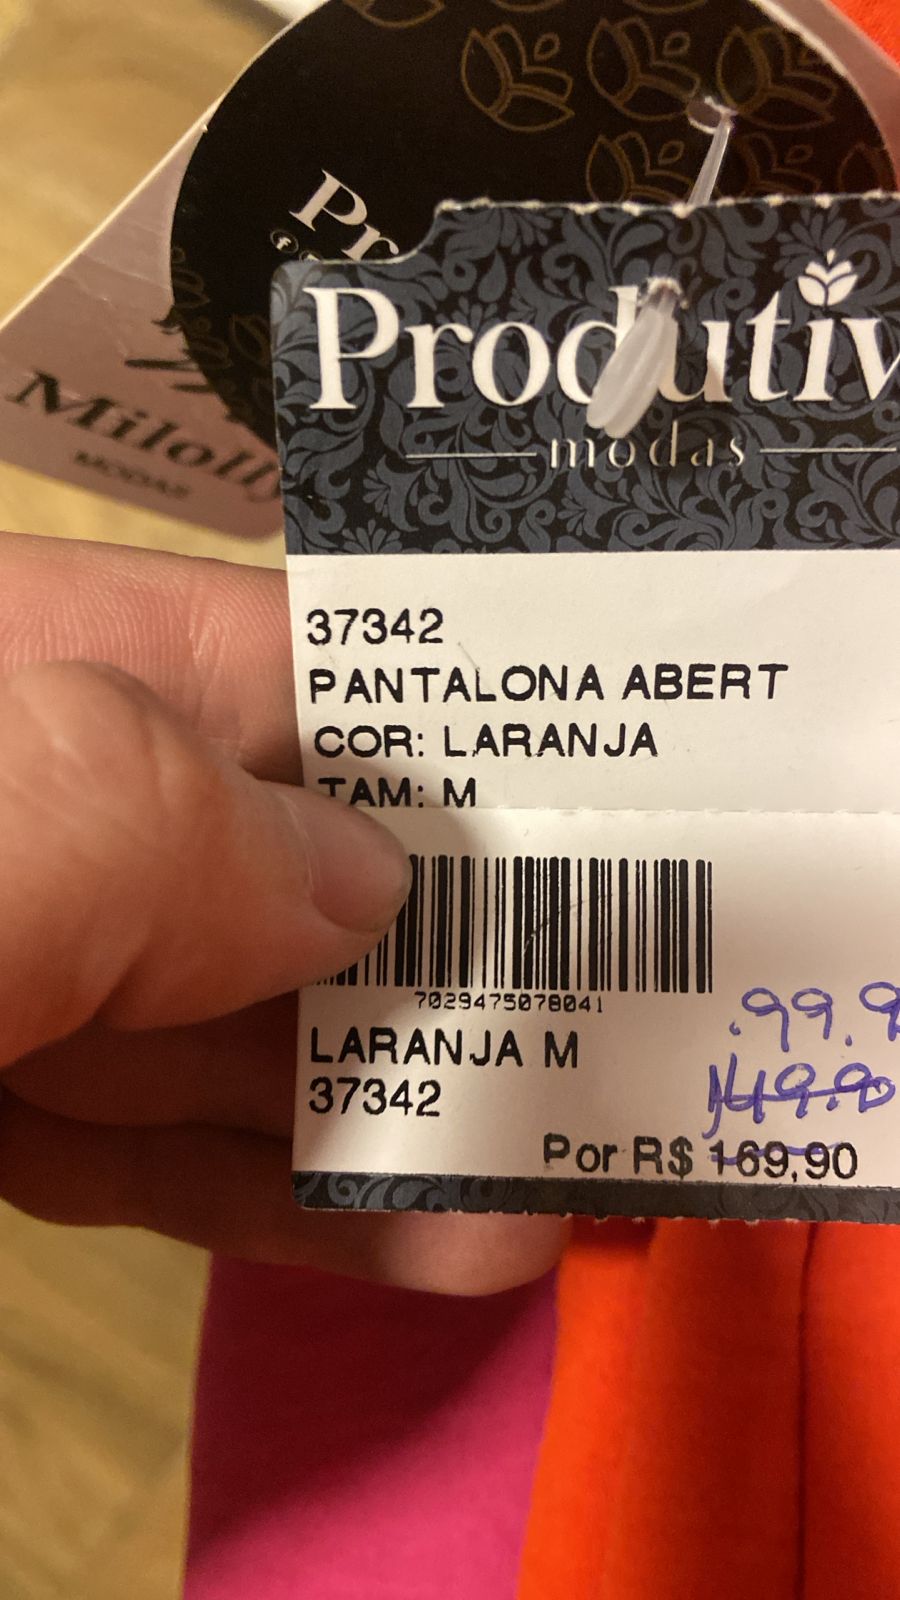 Pr
Milolly
MODAS
Produtiv
modas
37342
PANTALONA ABERT
COR: LARANJA
TAM: M
7029475078041
LARANJA M
37342
99.9
149.90
Por R$ 169,90